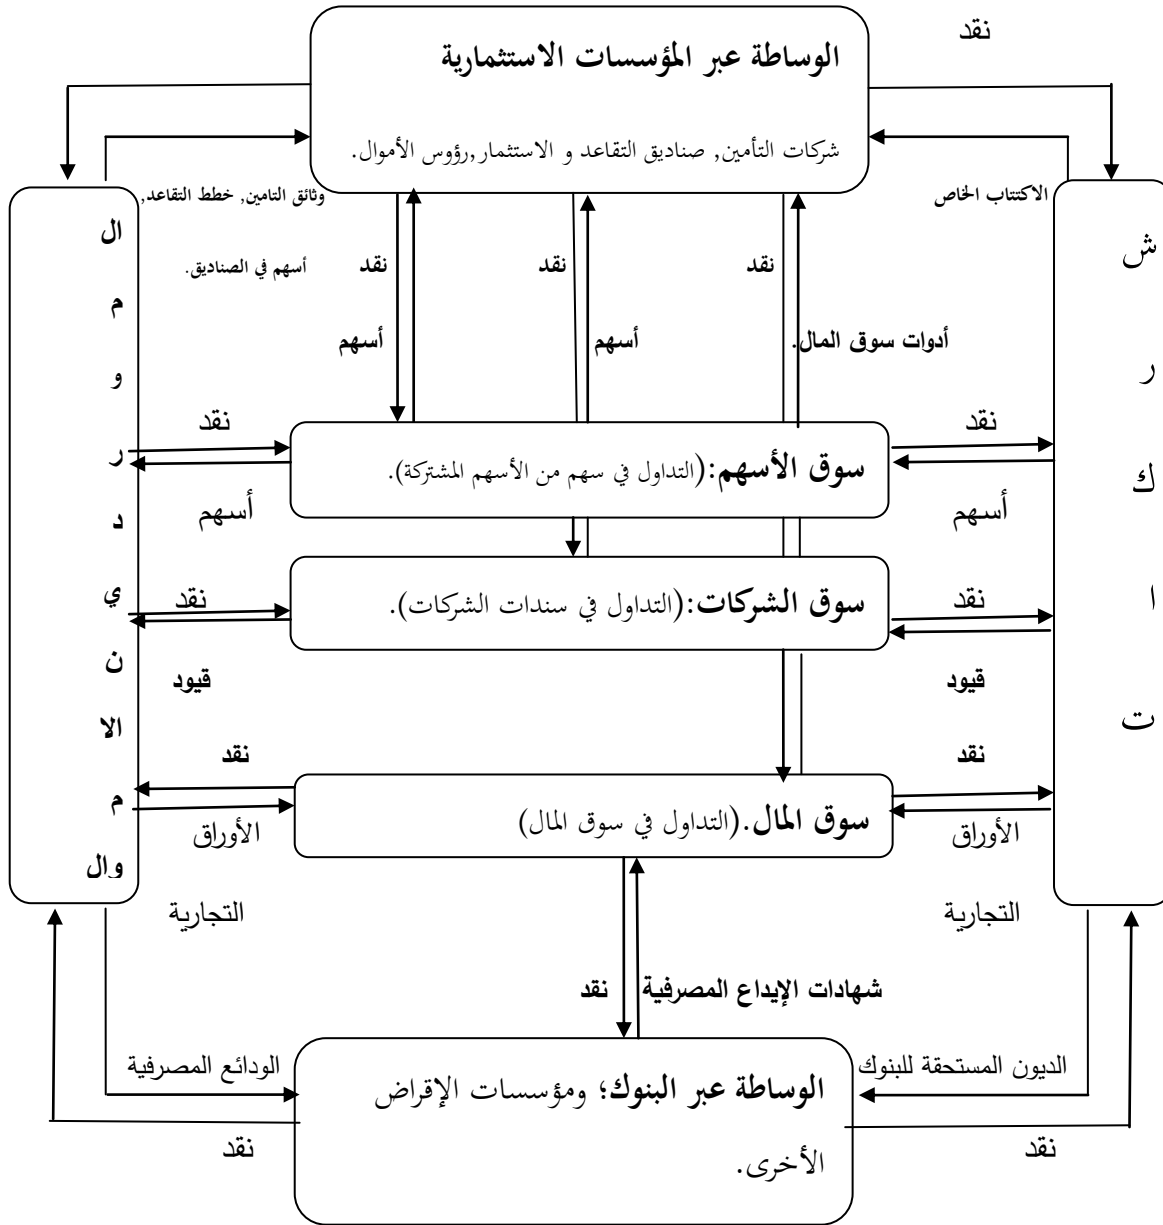 نقد
الوساطة عبر المؤسسات الاستثمارية
شركات التأمين, صناديق التقاعد و الاستثمار,رؤوس الأموال.
الاكتتاب الخاص
وثائق التامين, خطط التقاعد,
أسهم في الصناديق.
نقد
نقد
نقد
أدوات سوق المال.
أسهم
أسهم
ش
ر
ك
ا
ت
ال
م
و
ر
د
ي
ن
الا
م
وال
نقد
نقد
سوق الأسهم:(التداول في سهم من الأسهم المشتركة).
أسهم
أسهم
نقد
نقد
سوق الشركات:(التداول في سندات الشركات).
قيود
قيود
نقد
نقد
سوق المال.(التداول في سوق المال)
الأوراق
الأوراق
التجارية
التجارية
شهادات الإيداع المصرفية
نقد
الديون المستحقة للبنوك
الودائع المصرفية
الوساطة عبر البنوك؛ ومؤسسات الإقراض
الأخرى.
نقد
نقد